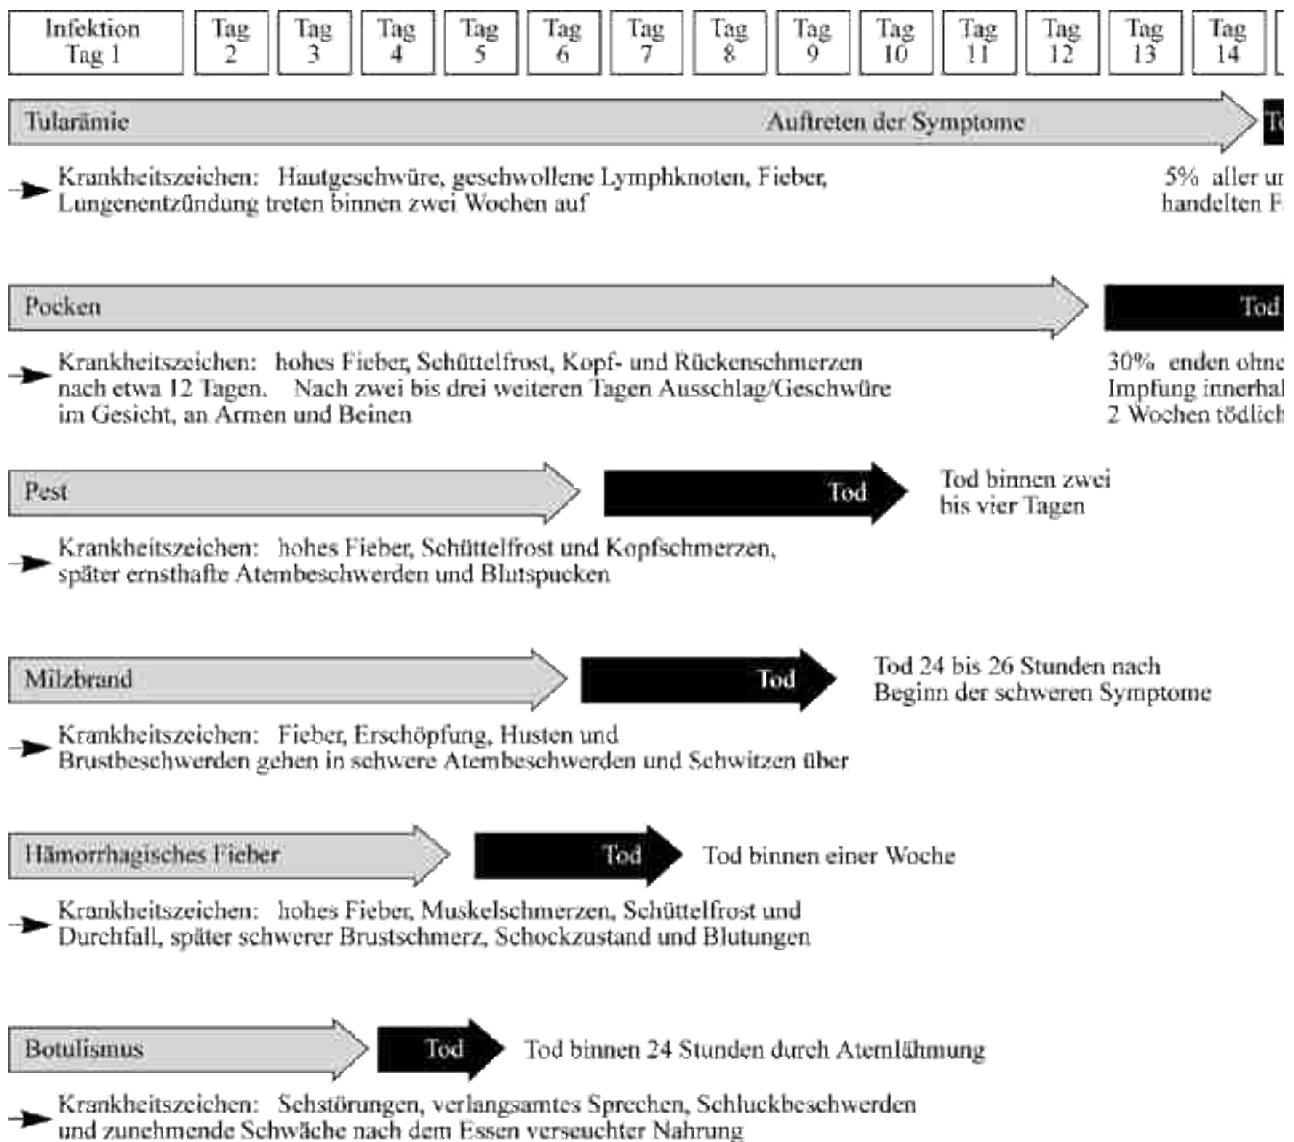 Infektion Tag 1 Tag 2 Tag 3 Tag 4 Tag 5 Tag 6 Tag 7 Tag 8 Tag 9 Tag 10 Tag 11 Tag 12 Tag 13 Tag 14
Tularämie Auftreten der Symptome
Krankheitszeichen: Hautgeschwüre, geschwollene Lymphknoten, Fieber,
Lungenentzündung treten binnen zwei Wochen auf
5% aller
handelten
Pocken Tod
Krankheitszeichen: hohes Fieber, Schüttelfrost, Kopf- und Rückenschmerzen
nach etwa 12 Tagen. Nach zwei bis drei weiteren Tagen Ausschlag/Geschwüre
im Gesicht, an Armen und Beinen
30% enden ohne
Impfung
2 Wochen tödlich
Pest Tod
Tod binnen zwei
bis vier Tagen
Krankheitszeichen: hohes Fieber, Schüttelfrost und Kopfschmerzen,
später ernsthafte Atembeschwerden und Blutspucken
Milzbrand Tod
Tod 24 bis 26 Stunden nach
Beginn der schweren Symptome
Krankheitszeichen: Fieber, Erschöpfung, Husten und
Brustbeschwerden gehen in schwere Atembeschwerden und Schwitzen über
Hämorrhagisches Fieber Tod Tod binnen einer Woche
Krankheitszeichen: hohes Fieber, Muskelschmerzen, Schüttelfrost und
Durchfall, später schwerer Brustschmerz, Schockzustand und Blutungen
Botulismus Tod Tod binnen 24 Stunden durch Atemlähmung
Krankheitszeichen: Sehstörungen, verlangsamtes Sprechen, Schluckbeschwerden
und zunehmende Schwäche nach dem Essen verseuchter Nahrung